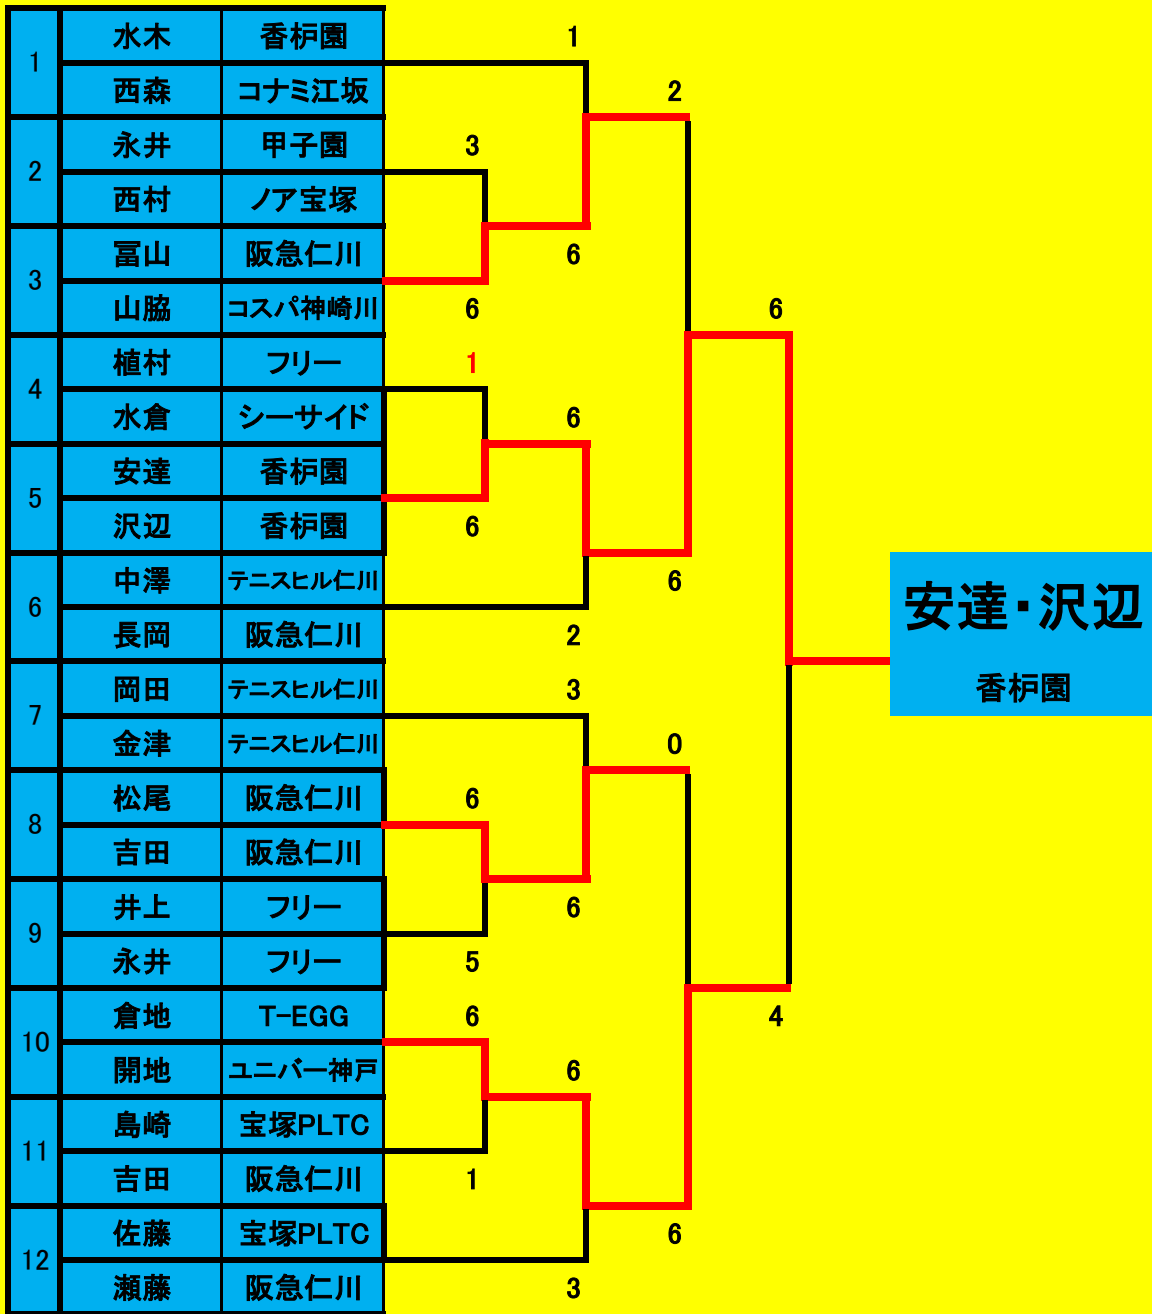 1
水木 香枦園
西森 コナミ江坂
2
永井 甲子園
西村 ノア宝塚
3
冨山 阪急仁川
山脇 コスパ神崎川
4
植村 フリー
水倉 シーサイド
5
安達 香枦園
沢辺 香枦園
6
中澤 テニスヒル仁川
長岡 阪急仁川
7
岡田 テニスヒル仁川
金津 テニスヒル仁川
8
松尾 阪急仁川
吉田 阪急仁川
9
井上 フリー
永井 フリー
10
倉地 T-EGG
開地 ユニバー神戸
11
島崎 宝塚PLTC
吉田 阪急仁川
12
佐藤 宝塚PLTC
瀬藤 阪急仁川
3
6
1
6
6
5
6
1
1
6
6
2
3
6
6
3
2
6
0
6
6
4
安達・沢辺
香枦園